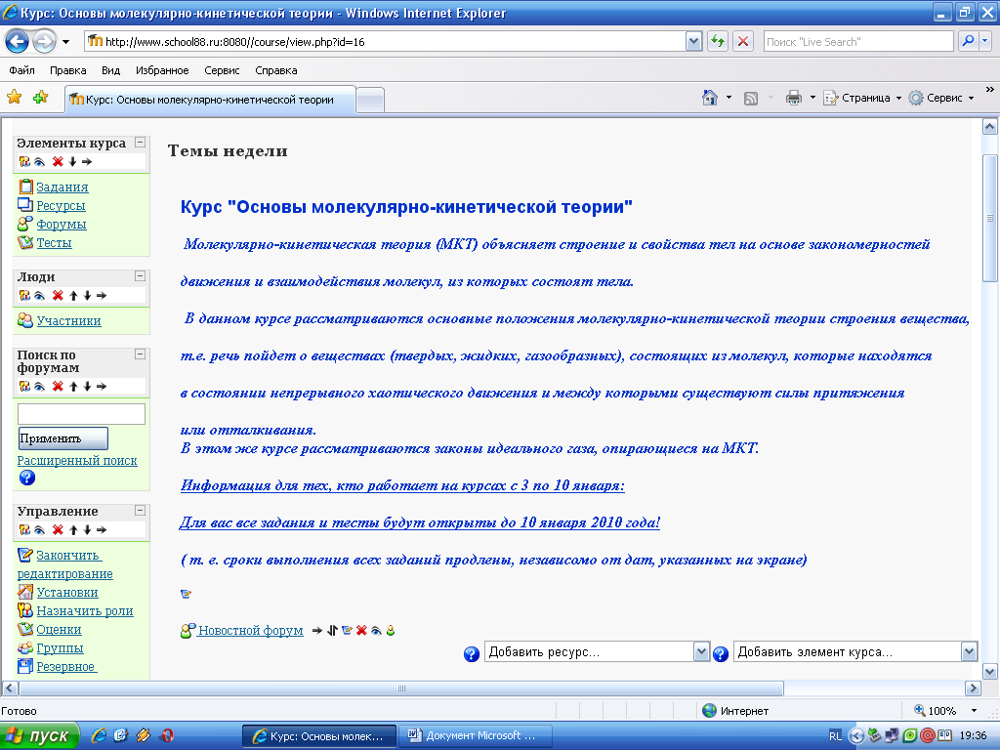 Курс: Основы молекулярно-кинетической теории - Windows Internet Explorer
http://www.school88.ru:8080//course/view.php?id=16
Поиск "Live Search"
Файл Правка Вид Избранное Сервис Справка
Курс: Основы молекулярно-кинетической теории
Страница Сервис »
Элементы курса
Задания
Ресурсы
Форумы
Тесты
Люди
Участники
Поиск по
форумам
Применить
Расширенный поиск
Управление
Закончить
редактирование
Установки
Назначить роли
Оценки
Группы
Резервное
Темы недели
Курс "Основы молекулярно-кинетической теории"
Молекулярно-кинетическая теория (МКТ) объясняет строение и свойства тел на основе закономерностей
движения и взаимодействия молекул, из которых состоят тела.
В данном курсе рассматриваются основные положения молекулярно-кинетической теории строения вещества,
т.е. речь пойдет о веществах (твердых, жидких, газообразных), состоящих из молекул, которые находятся
в состоянии непрерывного хаотического движения и между которыми существуют силы притяжения
или отталкивания.
В этом же курсе рассматриваются законы идеального газа, опирающиеся на МКТ.
Информация для тех, кто работает на курсах с 3 по 10 января:
Для вас все задания и тесты будут открыты до 10 января 2010 года!
( т. е. сроки выполнения всех заданий продлены, независомо от дат, указанных на экране)
Новостной форум
Добавить ресурс... Добавить элемент курса...
Готово Интернет 100%
пуск Курс: Основы молек... Документ Microsoft ... RL 19:36